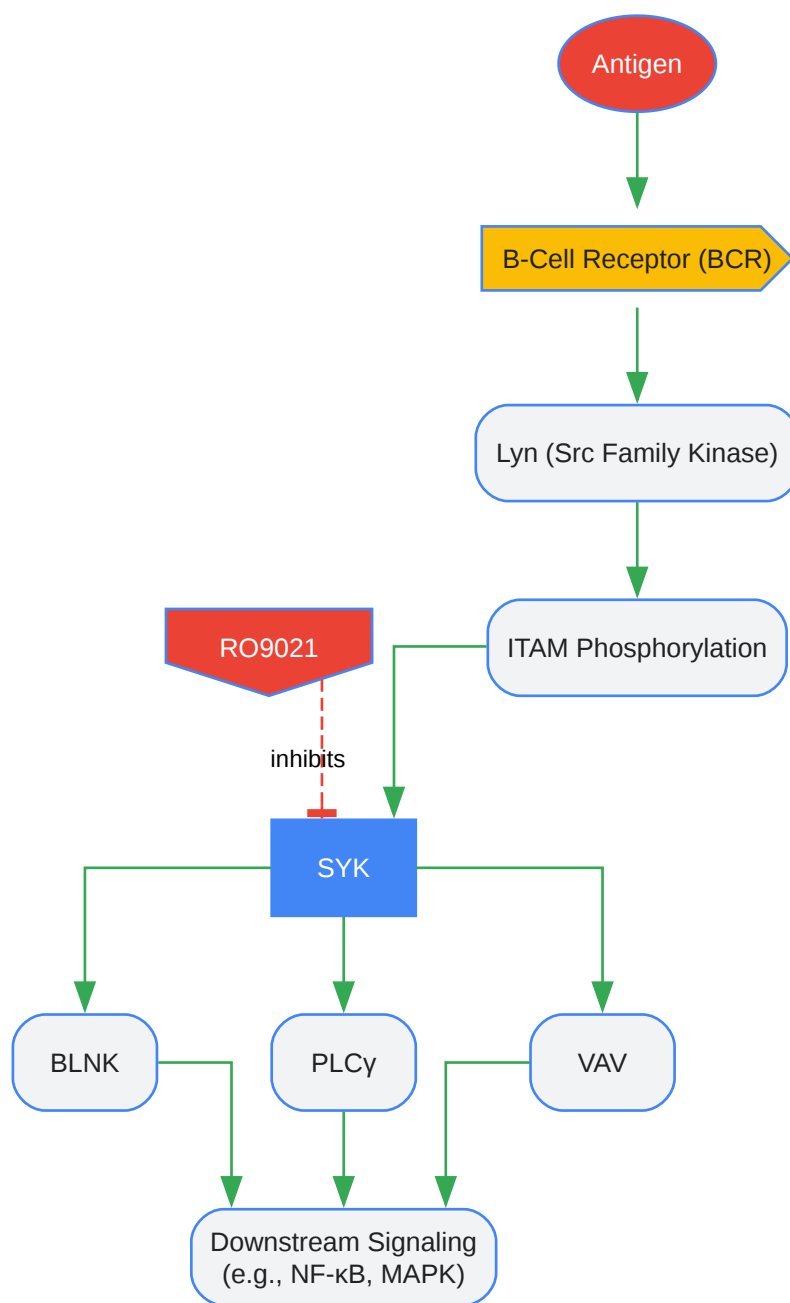 Antigen
B-Cell Receptor (BCR)
Lyn (Src Family Kinase)
ITAM Phosphorylation
RO9021
inhibits
SYK
BLNK
PLCγ
VAV
Downstream Signaling
(e.g., NF-κB, MAPK)